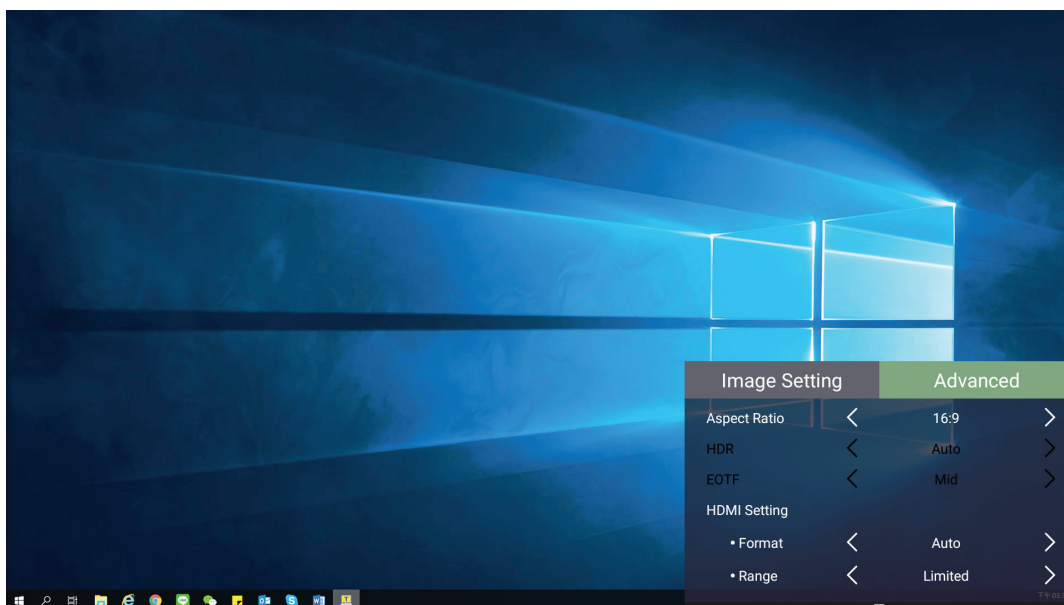 Image Setting Advanced
Aspect Ratio 16:9
HDR Auto
EOTF Mid
HDMI Setting
• Format Auto
• Range Limited